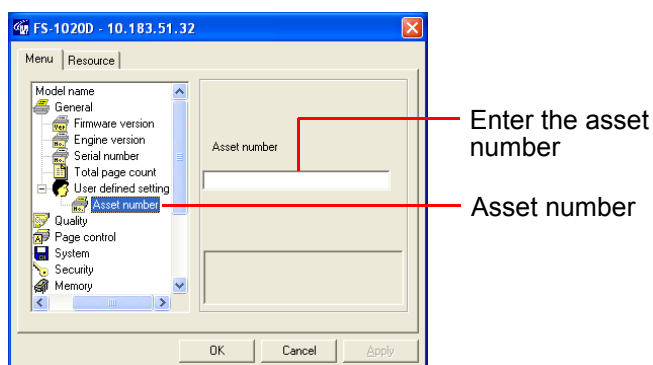 FS-1020D - 10.183.51.32
Menu
Resource
Model name
General
Firmware version
Engine version
Serial number
Total page count
User defined setting
Asset number
Quality
Page control
System
Security
Memory
Asset number
OK
Cancel
Apply
Enter the asset
number
Asset number